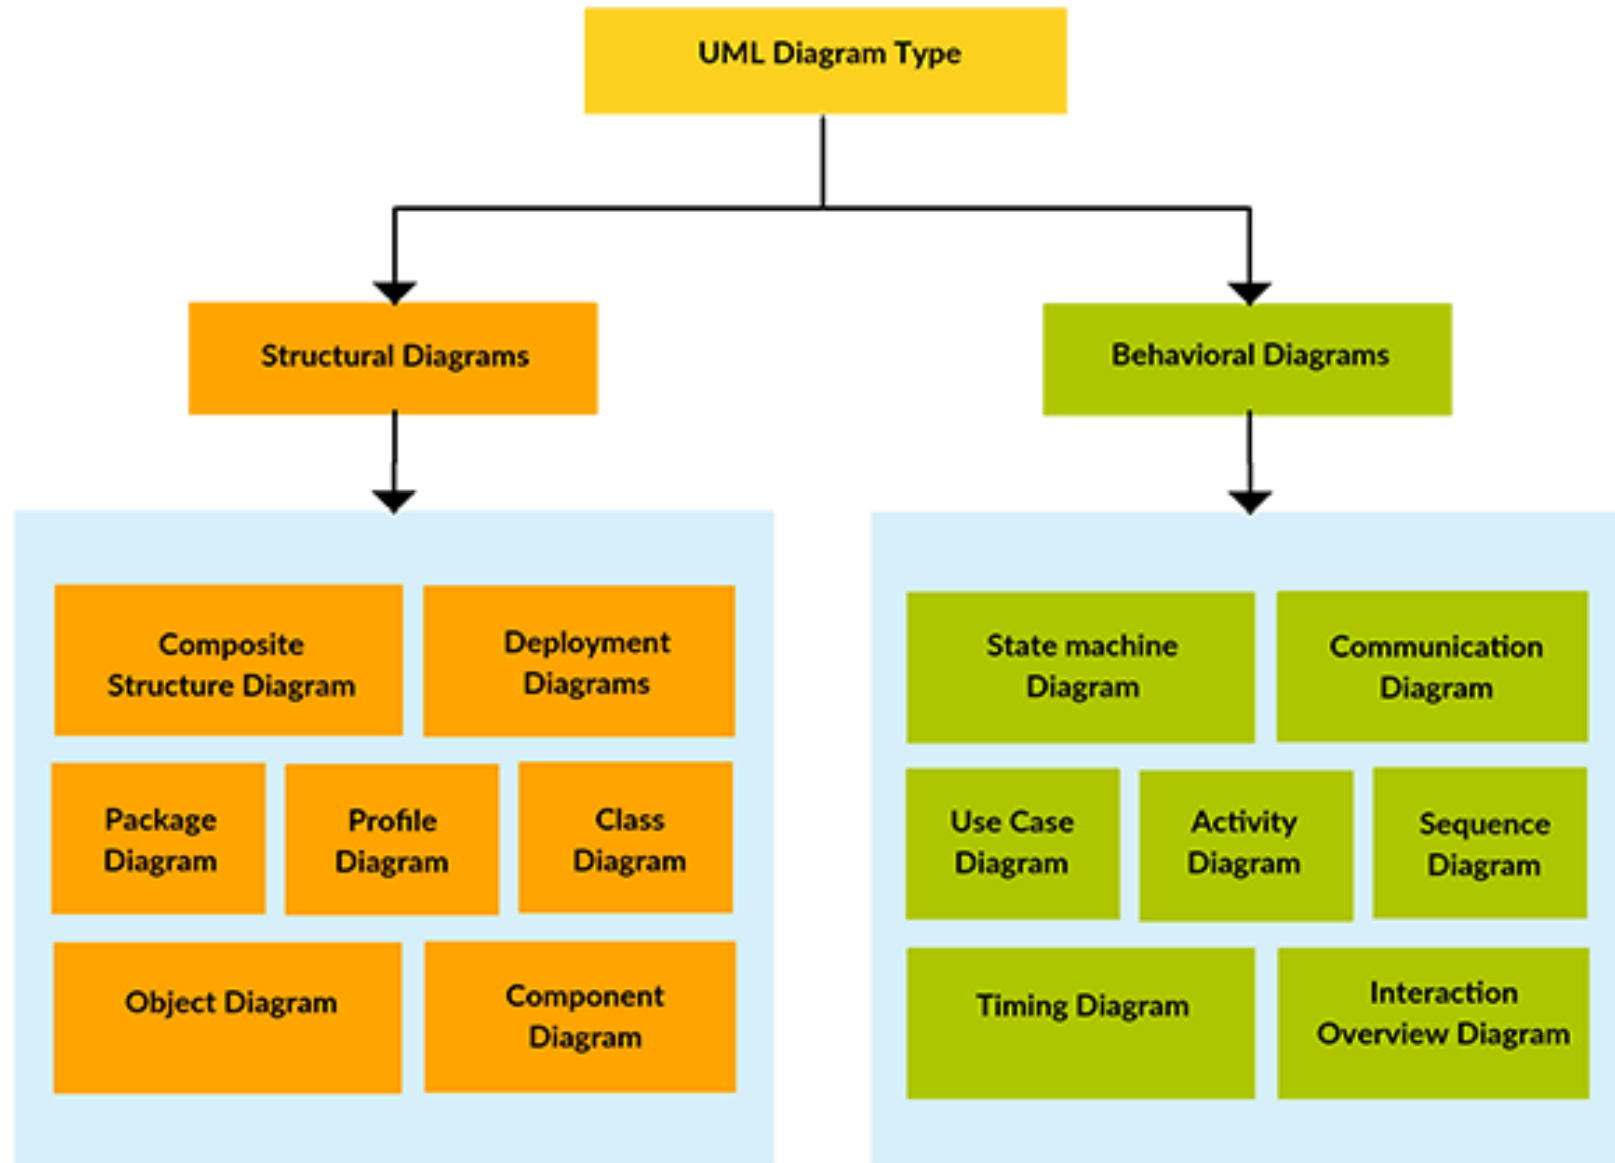 UML Diagram Type
Structural Diagrams
Behavioral Diagrams
Composite
Structure Diagram
Deployment
Diagrams
Package
Diagram
Profile
Diagram
Class
Diagram
Object Diagram
Component
Diagram
State machine
Diagram
Communication
Diagram
Use Case
Diagram
Activity
Diagram
Sequence
Diagram
Timing Diagram
Interaction
Overview Diagram